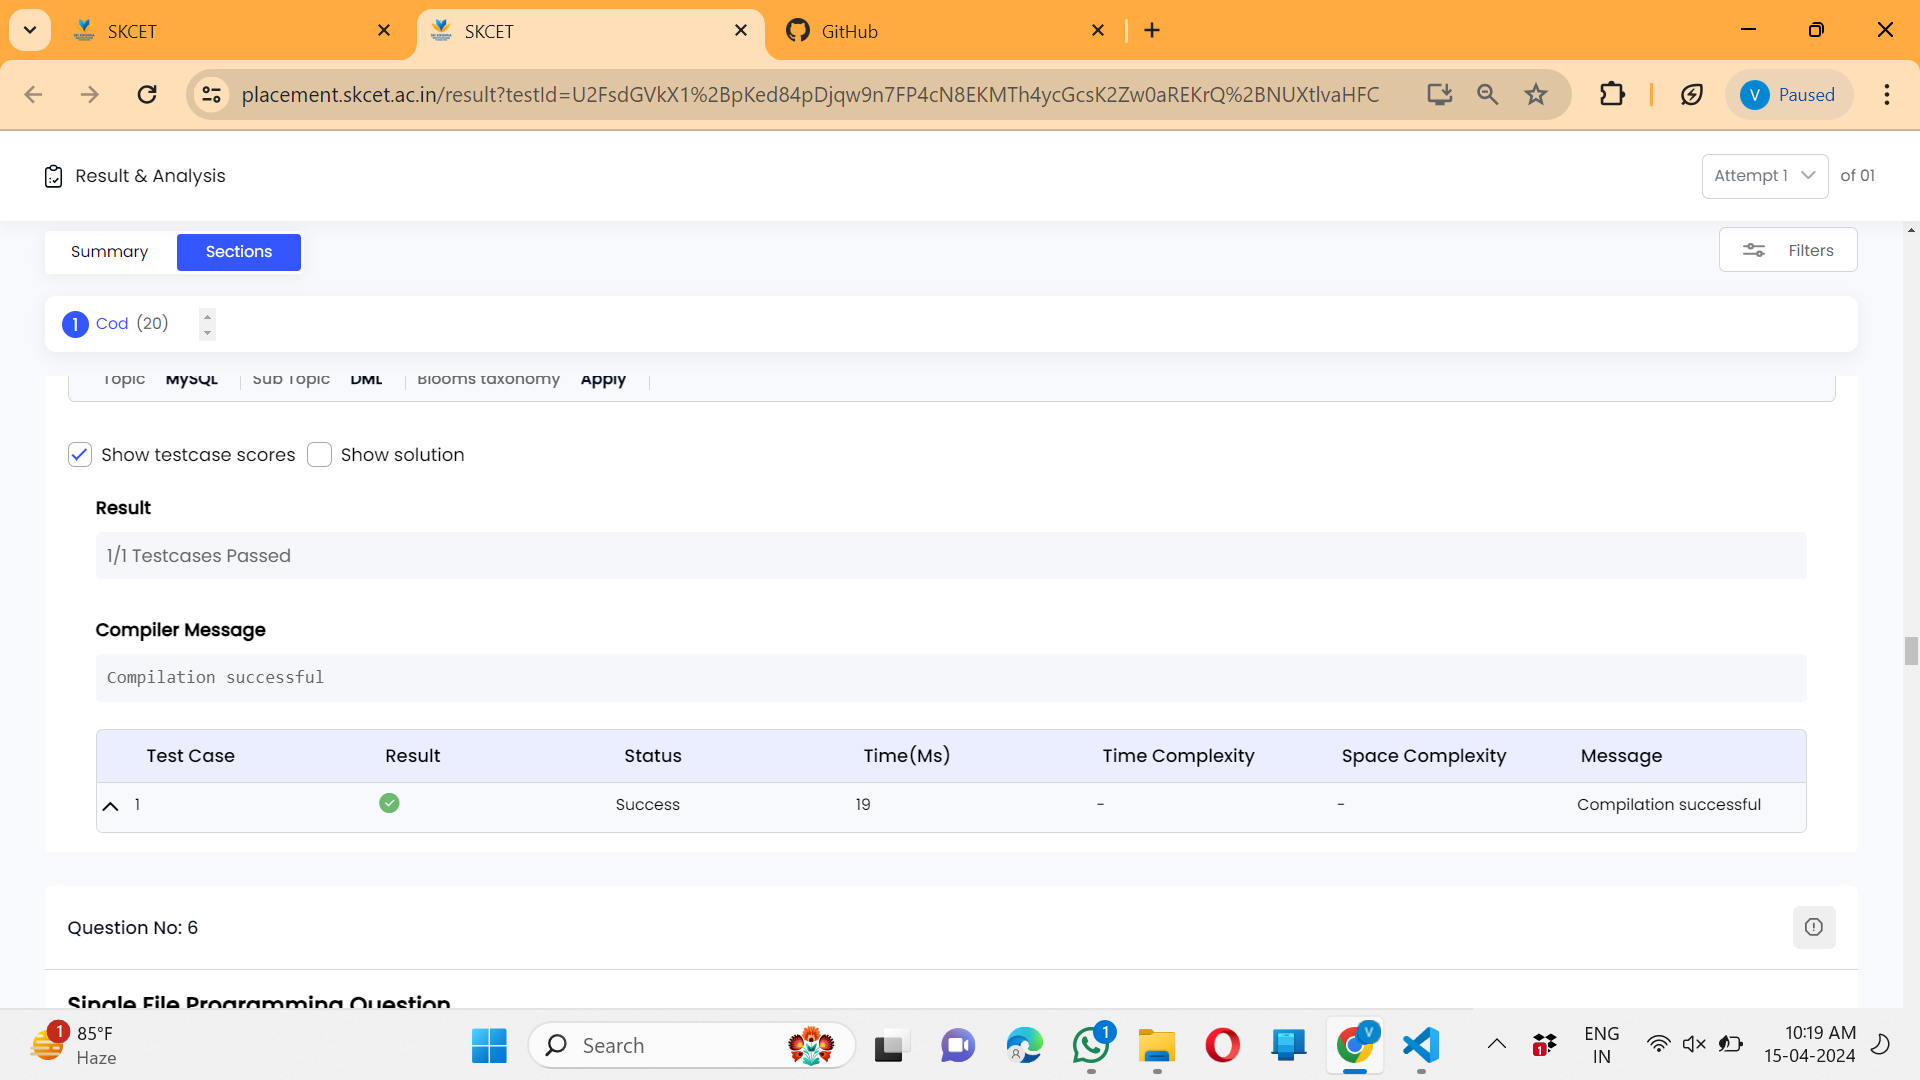 SKCET
SKCET
GitHub
placement.skcet.ac.in/result?testId=U2FsdGVkX1%2BpKed84pDjqw9n7FP4cN8EKMTh4ycGcsK2Zw0aREKrQ%2BNUXtlvaHFC
V Paused
Result & Analysis
Attempt 1 of 01
Summary Sections
Filters
1 Cod (20)
Topic MySQL Sub Topic DML Blooms taxonomy Apply
Show testcase scores Show solution
Result
1/1 Testcases Passed
Compiler Message
Compilation successful
Test Case Result Status Time(Ms) Time Complexity Space Complexity Message
1 Success 19 - - Compilation successful
Question No: 6
Single File Programming Question
1 85°F
Haze
Search
1
V
1
ENG
IN
10:19 AM
15-04-2024